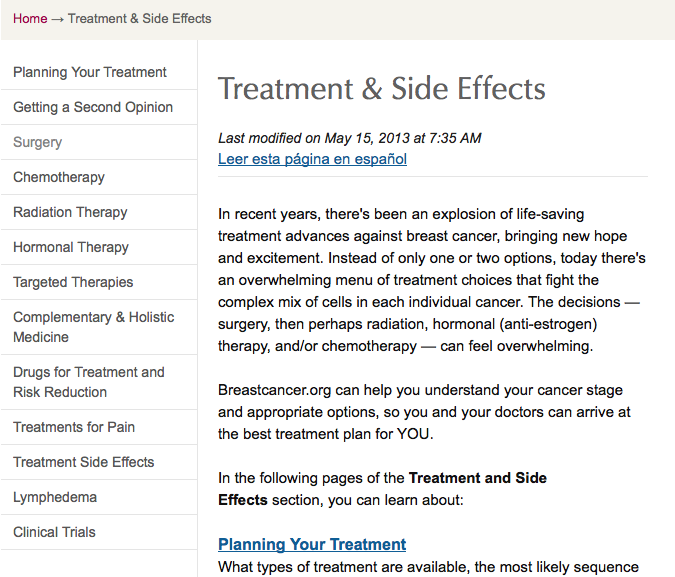 Home → Treatment & Side Effects
Planning Your Treatment
Getting a Second Opinion
Surgery
Chemotherapy
Radiation Therapy
Hormonal Therapy
Targeted Therapies
Complementary & Holistic
Medicine
Drugs for Treatment and
Risk Reduction
Treatments for Pain
Treatment Side Effects
Lymphedema
Clinical Trials
Treatment & Side Effects
Last modified on May 15, 2013 at 7:35 AM
Leer esta página en español
In recent years, there's been an explosion of life-saving
treatment advances against breast cancer, bringing new hope
and excitement. Instead of only one or two options, today there's
an overwhelming menu of treatment choices that fight the
complex mix of cells in each individual cancer. The decisions —
surgery, then perhaps radiation, hormonal (anti-estrogen)
therapy, and/or chemotherapy — can feel overwhelming.
Breastcancer.org can help you understand your cancer stage
and appropriate options, so you and your doctors can arrive at
the best treatment plan for YOU.
In the following pages of the Treatment and Side
Effects section, you can learn about:
Planning Your Treatment
What types of treatment are available, the most likely sequence